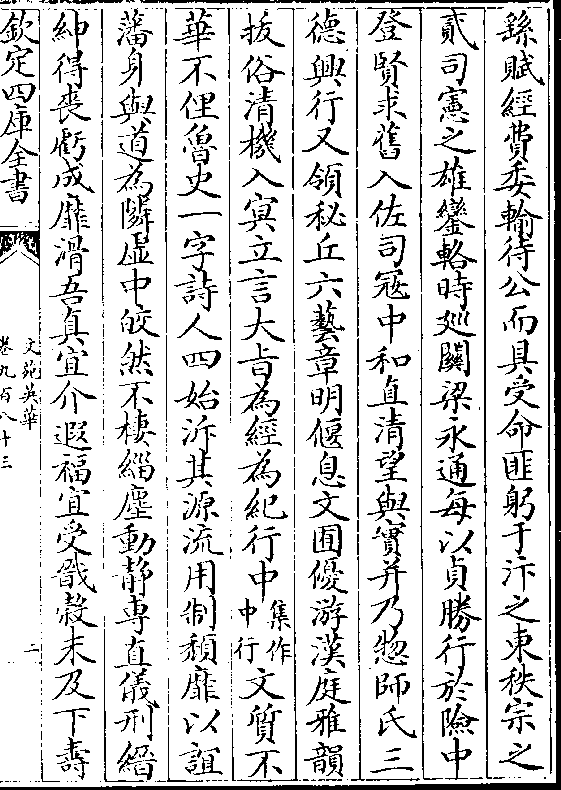 繇賦經費委輸待公而具受命匪躬于汴之東秩宗之
貳司憲之雄鑾輅時廵關梁永通每以貞勝行於險中
登賢求舊入佐司冦中和直清望與實并乃惣師氏三
德興行又領秘丘六藝章明偃息文囿優游漢庭雅韻
拔俗清機入冥立言大旨為經為紀行中集作中行文質不
華不俚魯史一字詩人四始泝其源流用制頹靡以誼
藩身與道為隣虛中皎然不棲緇塵動靜專直儀刑縉
紳得喪虧成靡滑吾真宜介遐福宜受戩榖未及下壽
欽定四庫全書
文苑英華
卷九百八十三
二